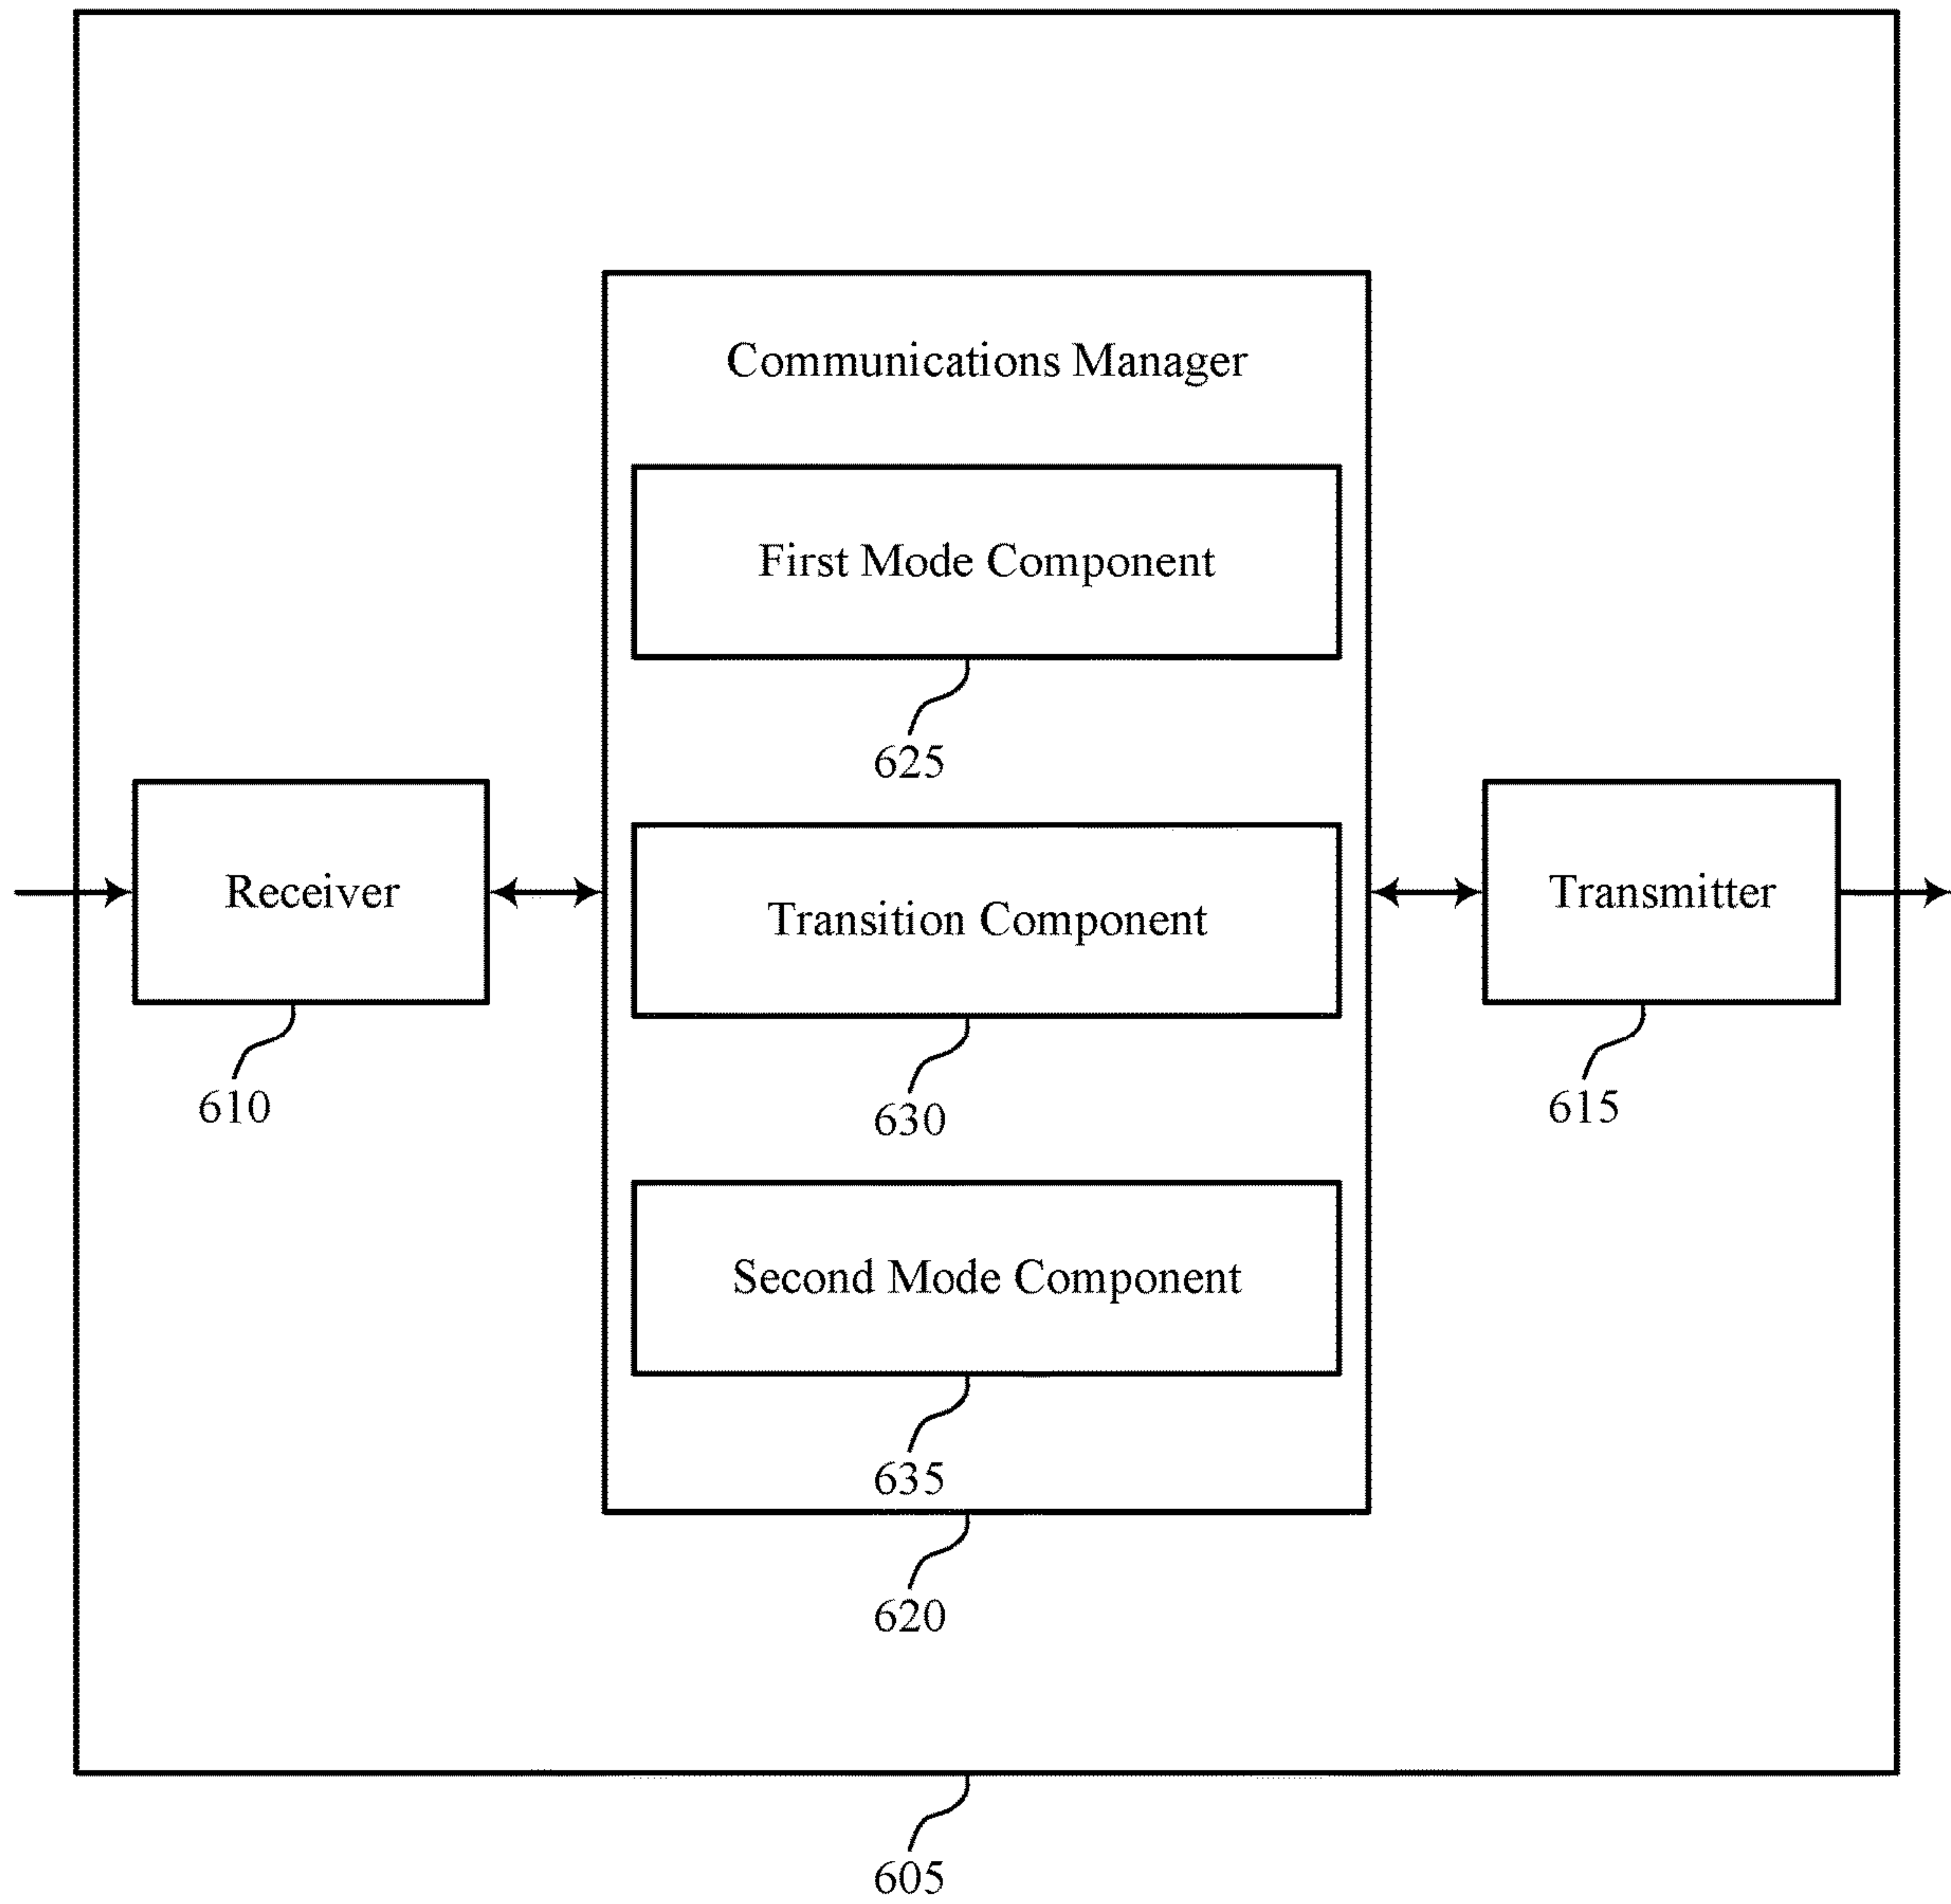 Communications Manager
First Mode Component
625
Receiver
610
Transition Component
630
Transmitter
615
Second Mode Component
635
620
605